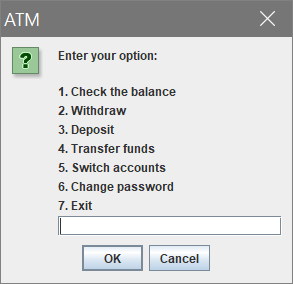 ATM
Enter your option:
1. Check the balance
2. Withdraw
3. Deposit
4. Transfer funds
5. Switch accounts
6. Change password
7. Exit
OK
Cancel